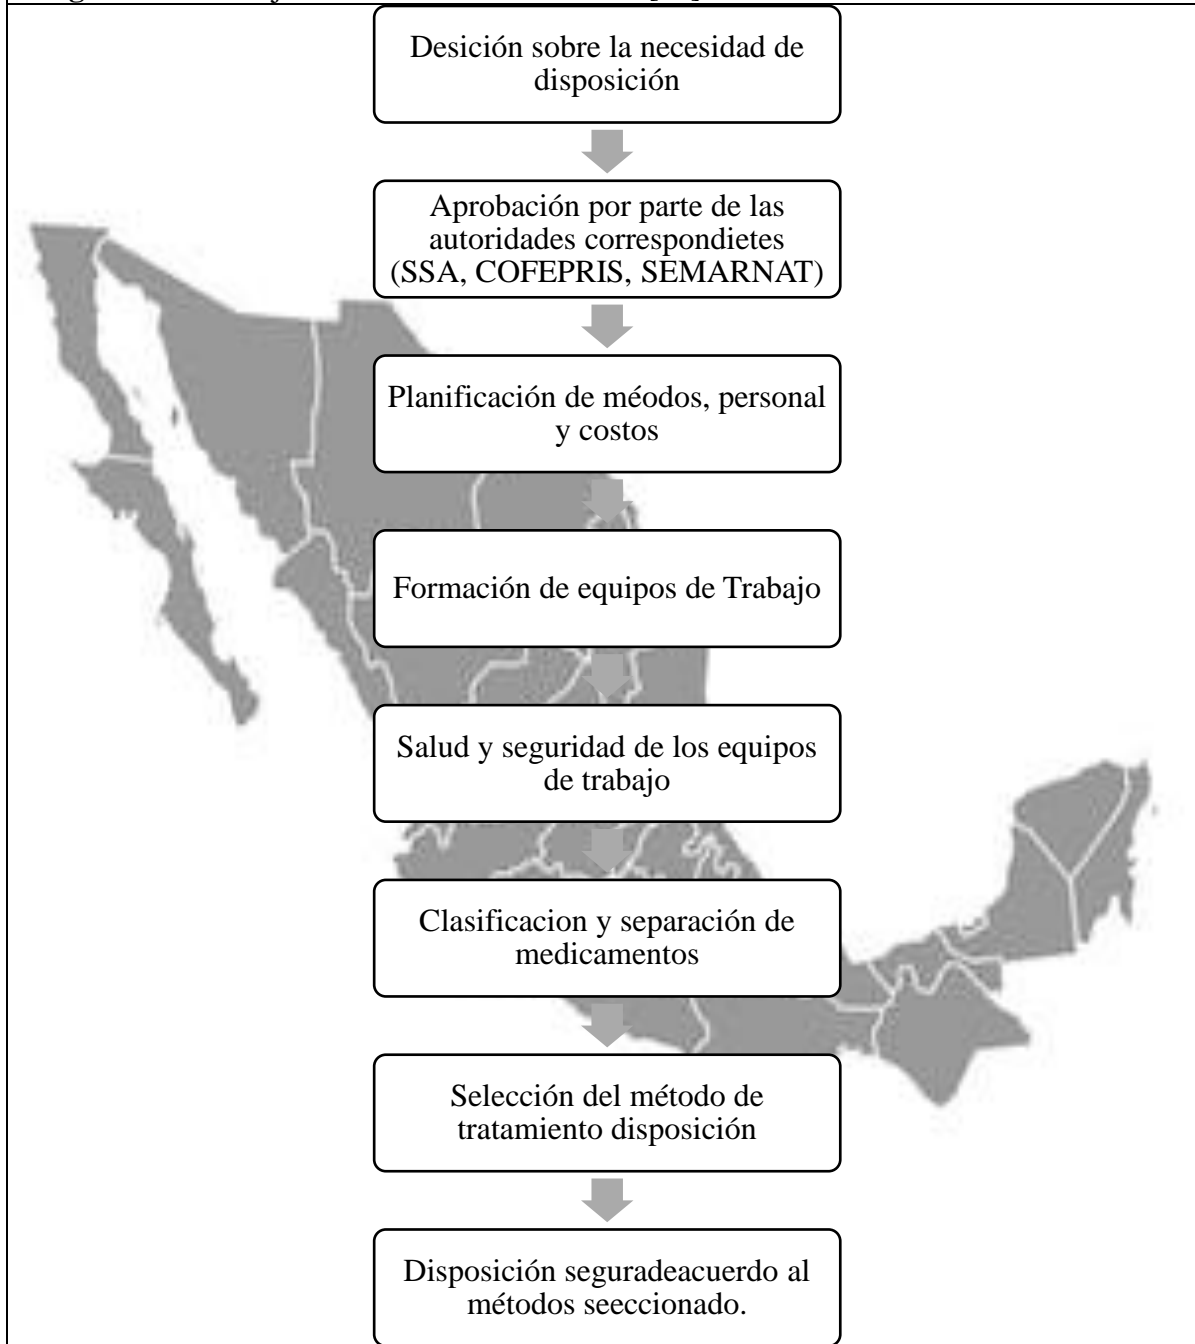 Desición sobre la necesidad de
disposición
Aprobación por parte de las
autoridades correspondietes
(SSA, COFEPRIS, SEMARNAT)
Planificación de méodos, personal
y costos
Formación de equipos de Trabajo
Salud y seguridad de los equipos
de trabajo
Clasificacion y separación de
medicamentos
Selección del método de
tratamiento disposición
Disposición seguradeacuerdo al
métodos seeccionado.